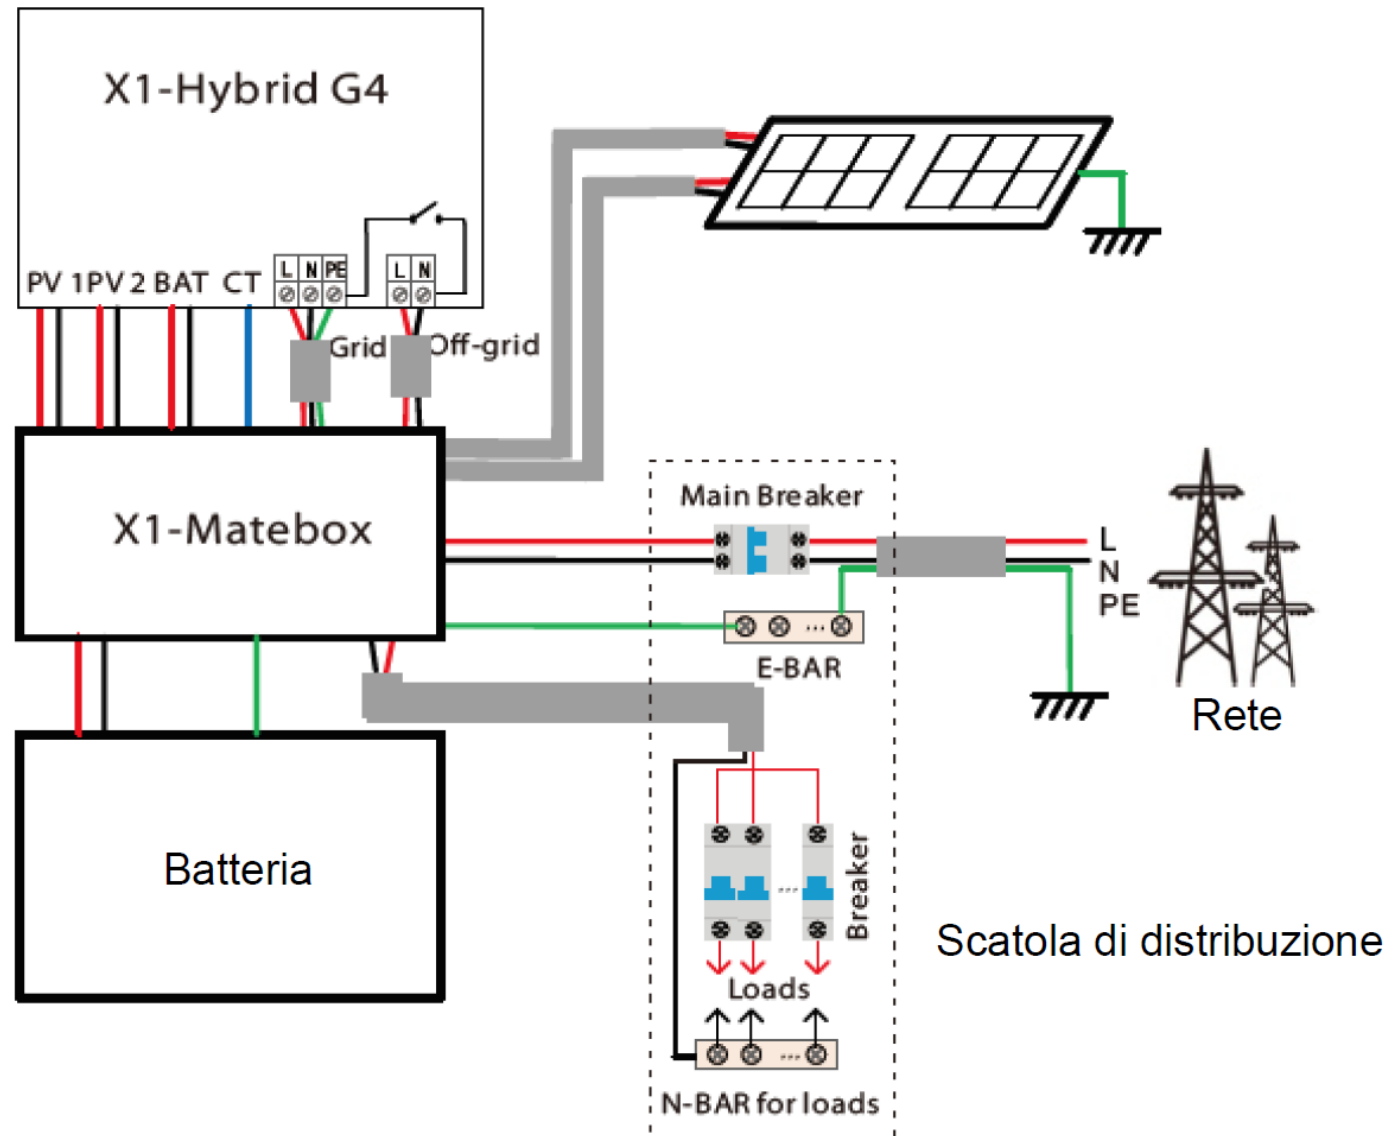 X1-Hybrid G4
PV 1 PV 2 BAT CT
L N PE
L N
Grid
Off-grid
X1-Matebox
Main Breaker
L
N
PE
E-BAR
Rete
Batteria
Breaker
Scatola di distribuzione
Loads
N-BAR for loads